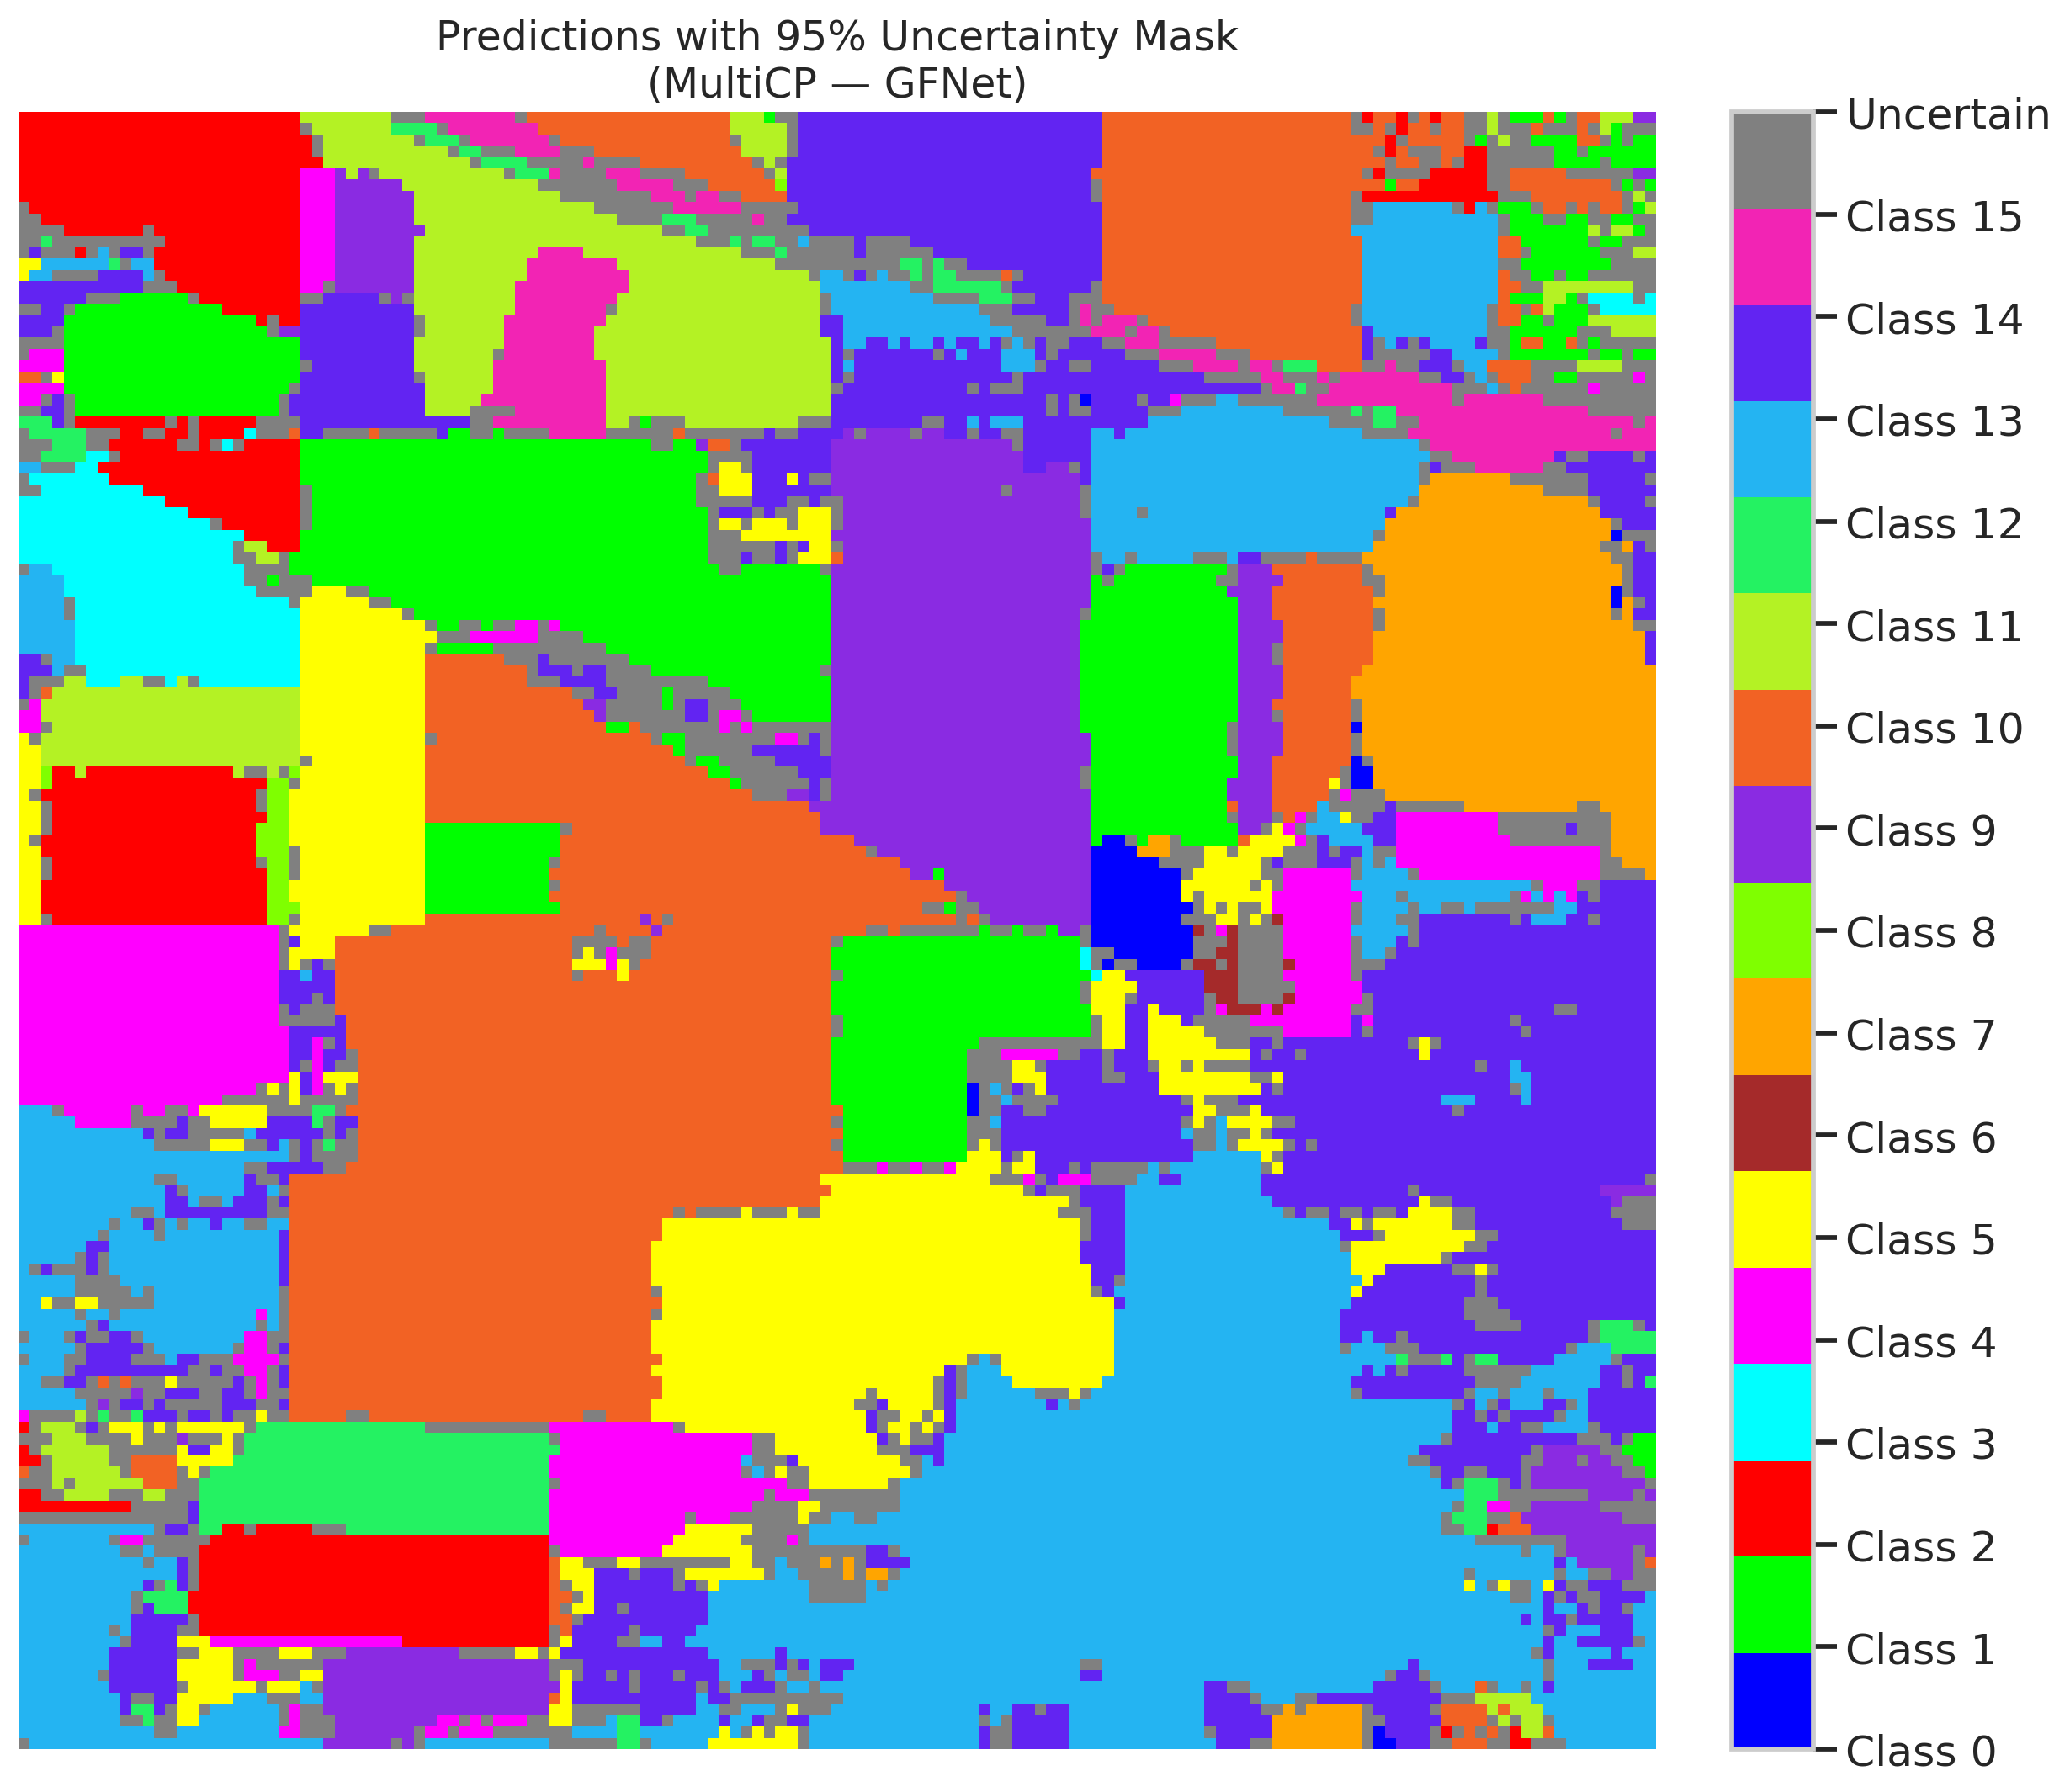 Predictions with 95% Uncertainty Mask
(MultiCP — GFNet)
Uncertain
Class 15
Class 14
Class 13
Class 12
Class 11
Class 10
Class 9
Class 8
Class 7
Class 6
Class 5
Class 4
Class 3
Class 2
Class 1
Class 0